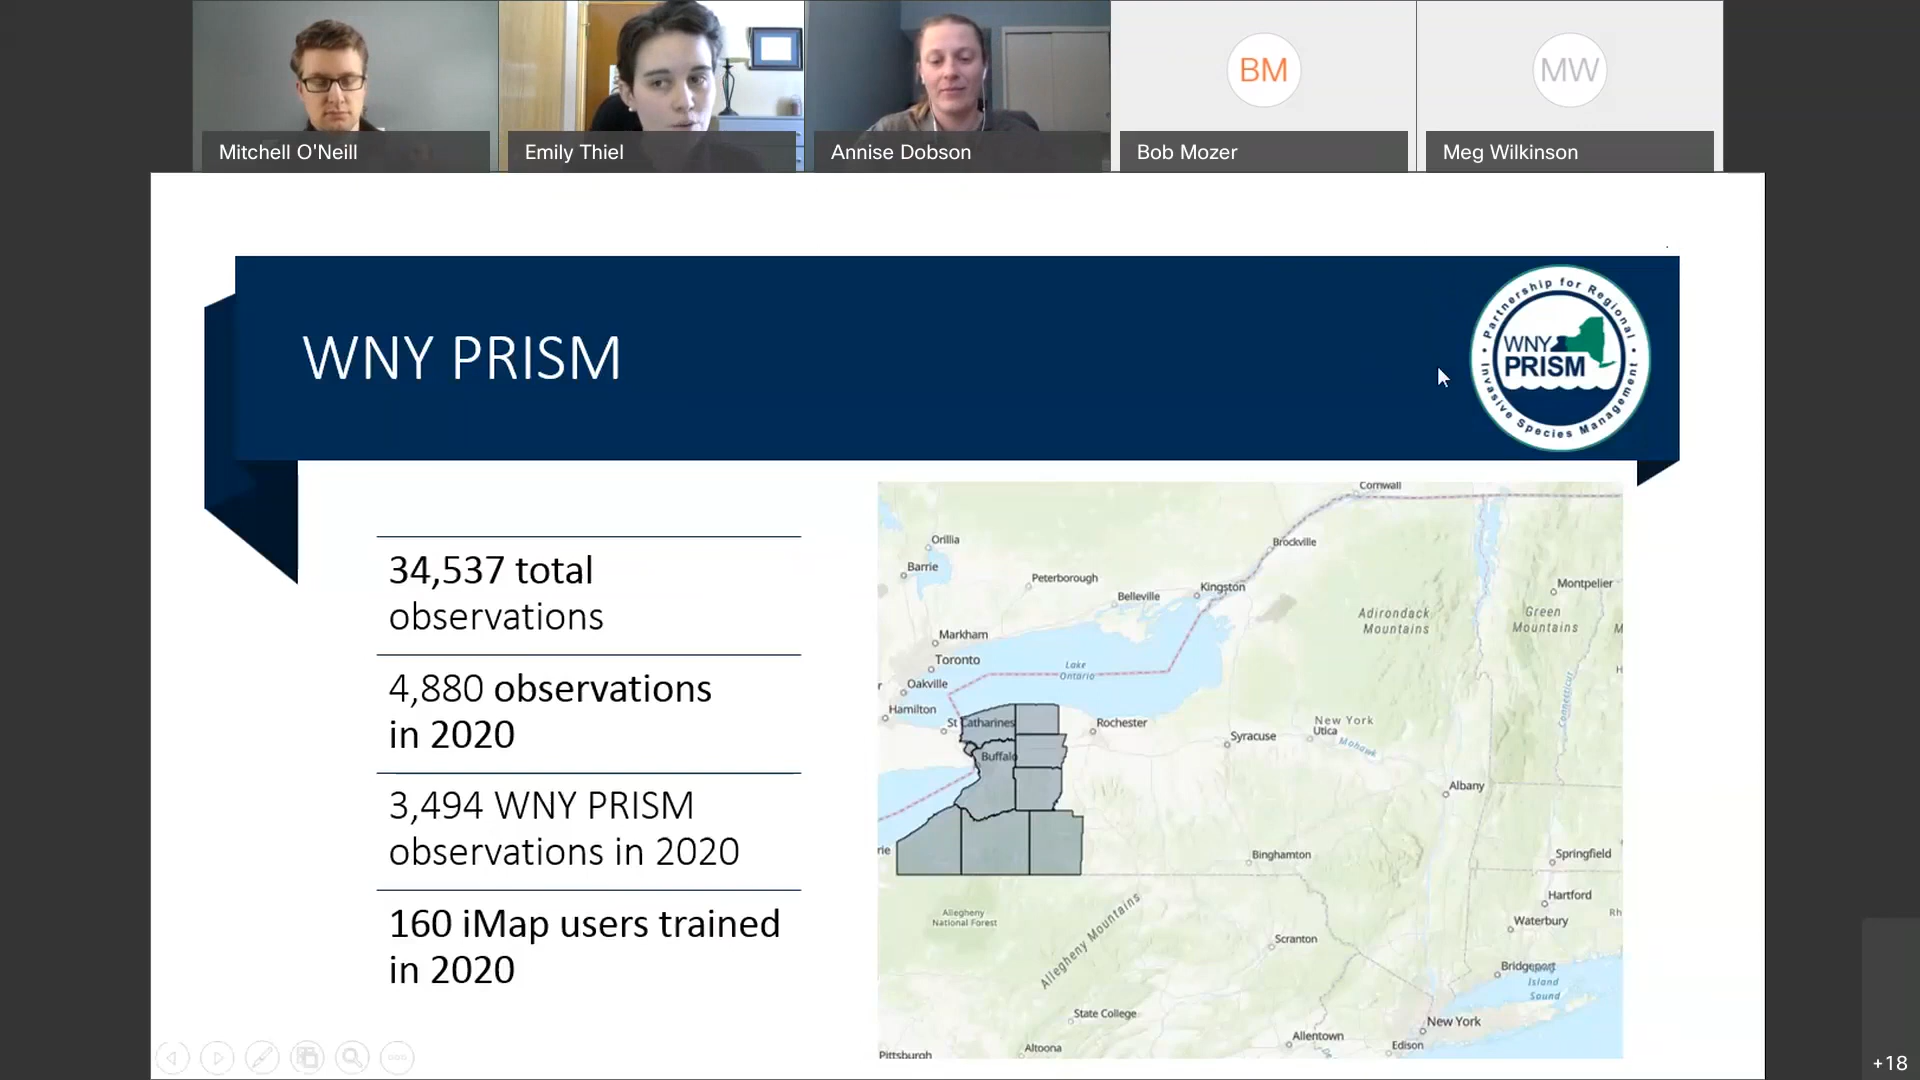 Mitchell O'Neill
Emily Thiel
Annise Dobson
BM
Bob Mozer
MW
Meg Wilkinson
WNY PRISM
Partnership for Regional
WNY
PRISM
Invasive Species Management
34,537 total
observations
4,880 observations
in 2020
3,494 WNY PRISM
observations in 2020
160 iMap users trained
in 2020
Cornwall
Orillia
Brockville
Barrie
Peterborough
Kingston
Montpelier
Belleville
Adirondack
Mountains
Green
Mountains
Markham
Toronto
Lake
Ontario
Oakville
Hamilton
St Catharines
Rochester
New York
Utica
Syracuse
Mohawk
Connecticut
Buffalo
Albany
rie
Binghamton
Springfield
Hartford
Allegheny
National Forest
Allegheny Mountains
Waterbury
Rh
Scranton
Bridgeport
Island
Sound
State College
New York
Allentown
Edison
Altoona
Pittsburgh
+18